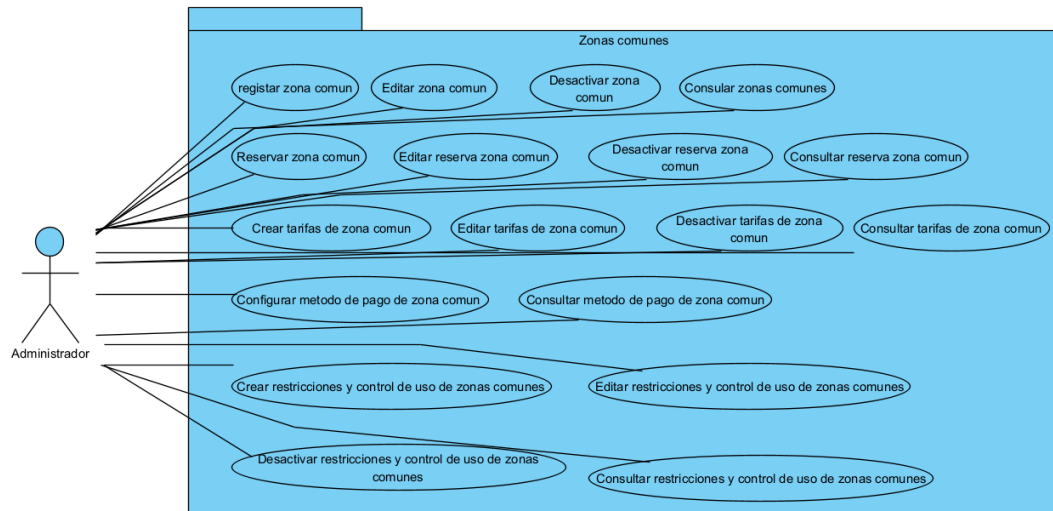 Zonas comunes
registar zona comun
Editar zona comun
Desactivar zona
comun
Consular zonas comunes
Reservar zona comun
Editar reserva zona comun
Desactivar reserva zona
comun
Consultar reserva zona comun
Crear tarifas de zona comun
Editar tarifas de zona comun
Desactivar tarifas de zona
comun
Consultar tarifas de zona comun
Configurar metodo de pago de zona comun
Consultar metodo de pago de zona comun
Administrador
Crear restricciones y control de uso de zonas comunes
Editar restricciones y control de uso de zonas comunes
Desactivar restricciones y control de uso de zonas
comunes
Consultar restricciones y control de uso de zonas comunes